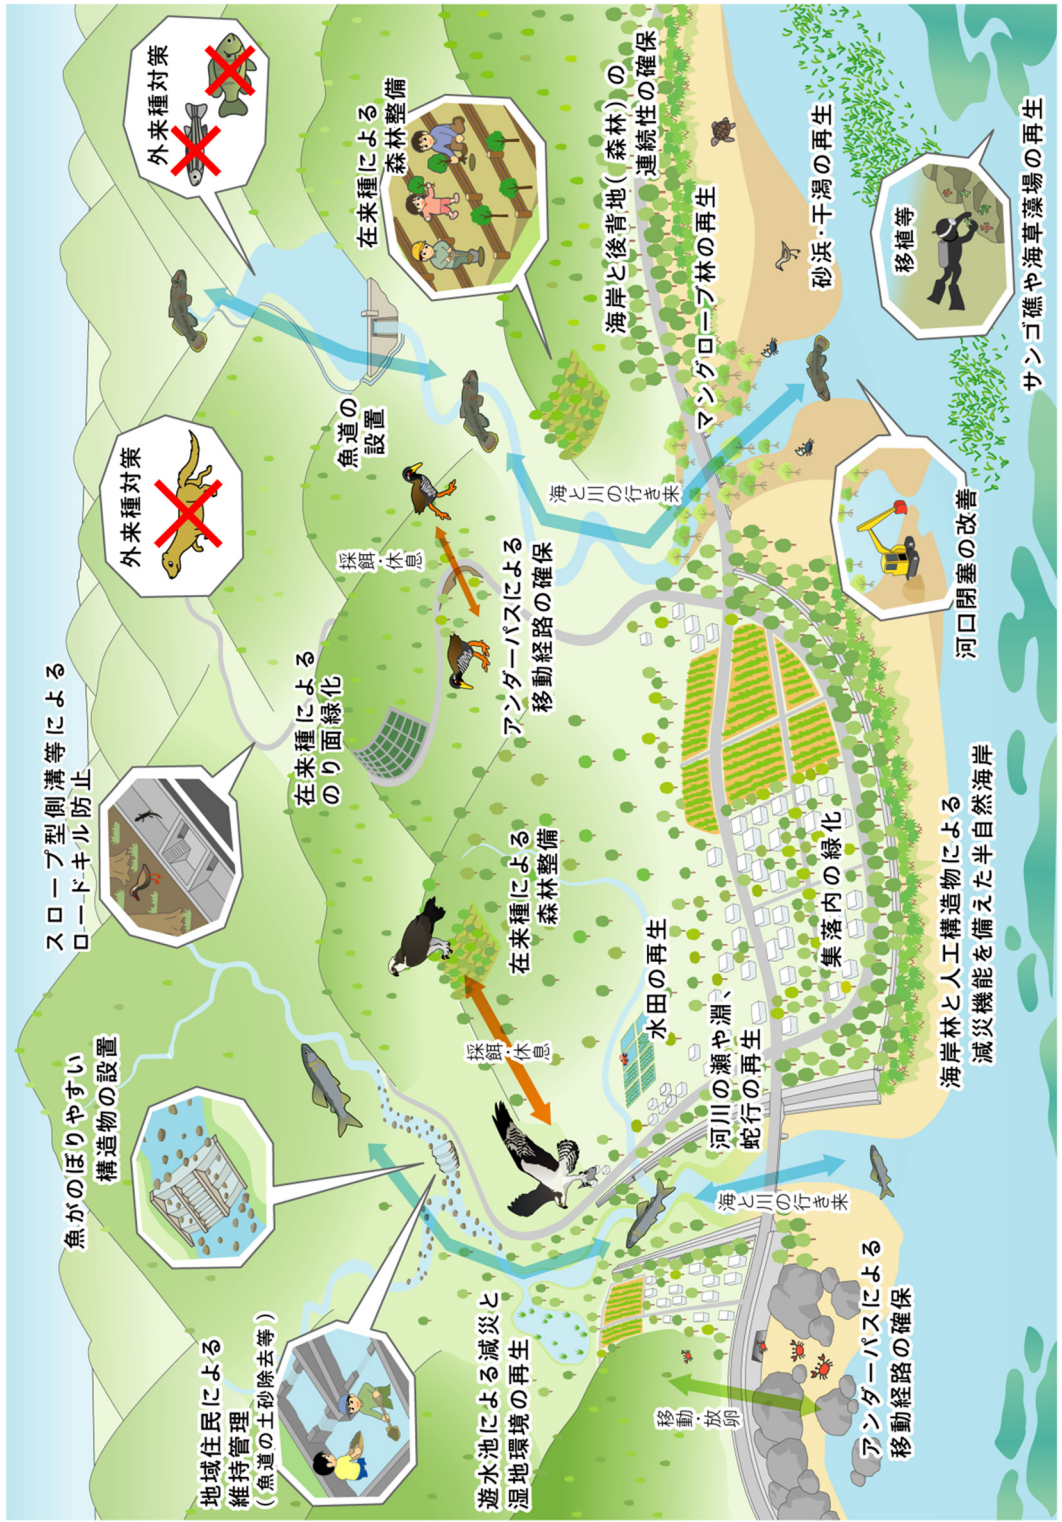 スロープ型側溝等による
ロードキル防止
外来種対策
外来種対策
魚がのぼりやすい
構造物の設置
地域住民による
維持管理
(魚道の土砂除去等)
在来種による
のり面緑化
魚道の
設置
在来種による
森林整備
採餌・休息
採餌・休息
アンダーパスによる
移動経路の確保
在来種による
森林整備
海と川の行き来
海岸と後背地(森林)の
連続性の確保
マングローブ林の再生
遊水池による減災と
湿地環境の再生
水田の再生
河川の瀬や淵、
蛇行の再生
集落内の緑化
砂浜・干潟の再生
移植等
サンゴ礁や海草藻場の再生
移動・放卵
海と川の行き来
アンダーパスによる
移動経路の確保
海岸林と人工構造物による
減災機能を備えた半自然海岸
河口閉塞の改善